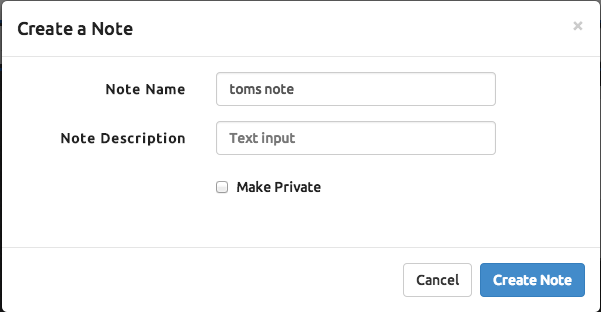 Create a Note ×
Note Name toms note
Note Description Text input
Make Private
Cancel Create Note